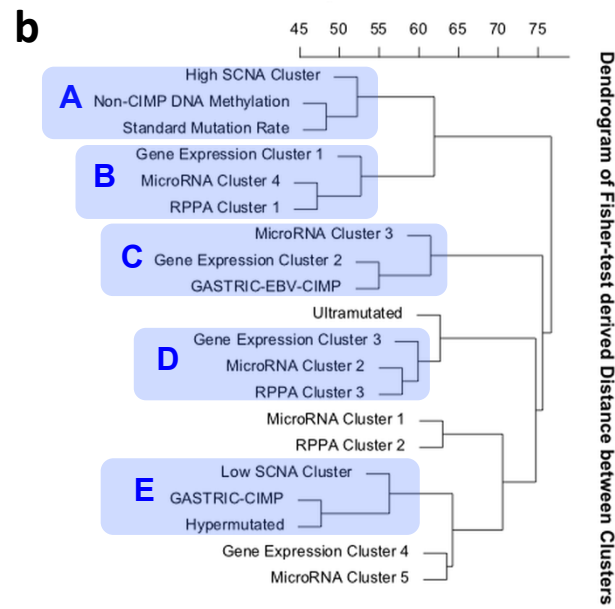 b
45 50 55 60 65 70 75
High SCNA Cluster
A
Non-CIMP DNA Methylation
Standard Mutation Rate
Gene Expression Cluster 1
B
MicroRNA Cluster 4
RPPA Cluster 1
MicroRNA Cluster 3
C
Gene Expression Cluster 2
GASTRIC-EBV-CIMP
Ultramutated
Gene Expression Cluster 3
D
MicroRNA Cluster 2
RPPA Cluster 3
MicroRNA Cluster 1
RPPA Cluster 2
Low SCNA Cluster
E
GASTRIC-CIMP
Hypermutated
Gene Expression Cluster 4
MicroRNA Cluster 5
Dendrogram of Fisher-test derived Distance between Clusters